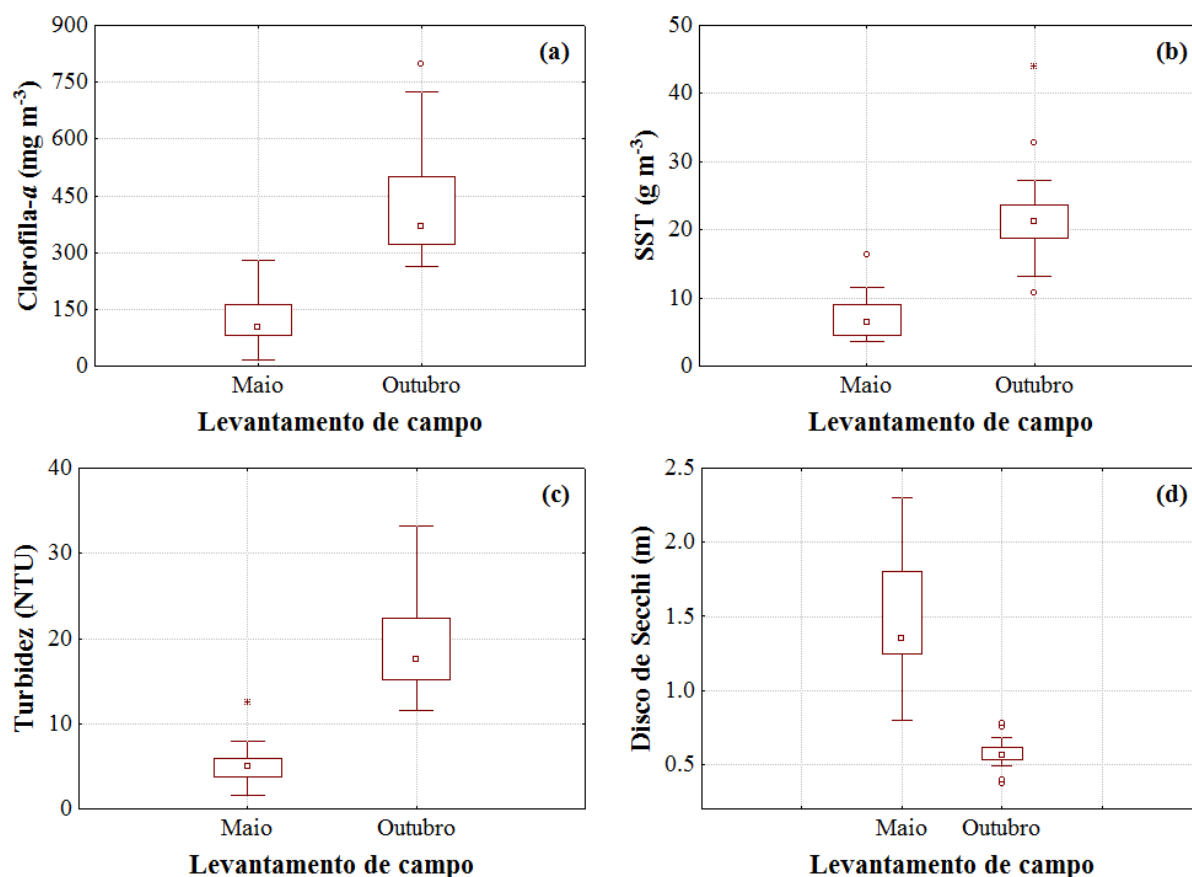 (a)
Clorofila-a (mg m-3)
900
750
600
450
300
150
0
Maio Outubro
Levantamento de campo
(b)
SST (g m-3)
50
40
30
20
10
0
Maio Outubro
Levantamento de campo
(c)
Turbidez (NTU)
40
30
20
10
0
Maio Outubro
Levantamento de campo
(d)
Disco de Secchi (m)
2.5
2.0
1.5
1.0
0.5
Maio Outubro
Levantamento de campo